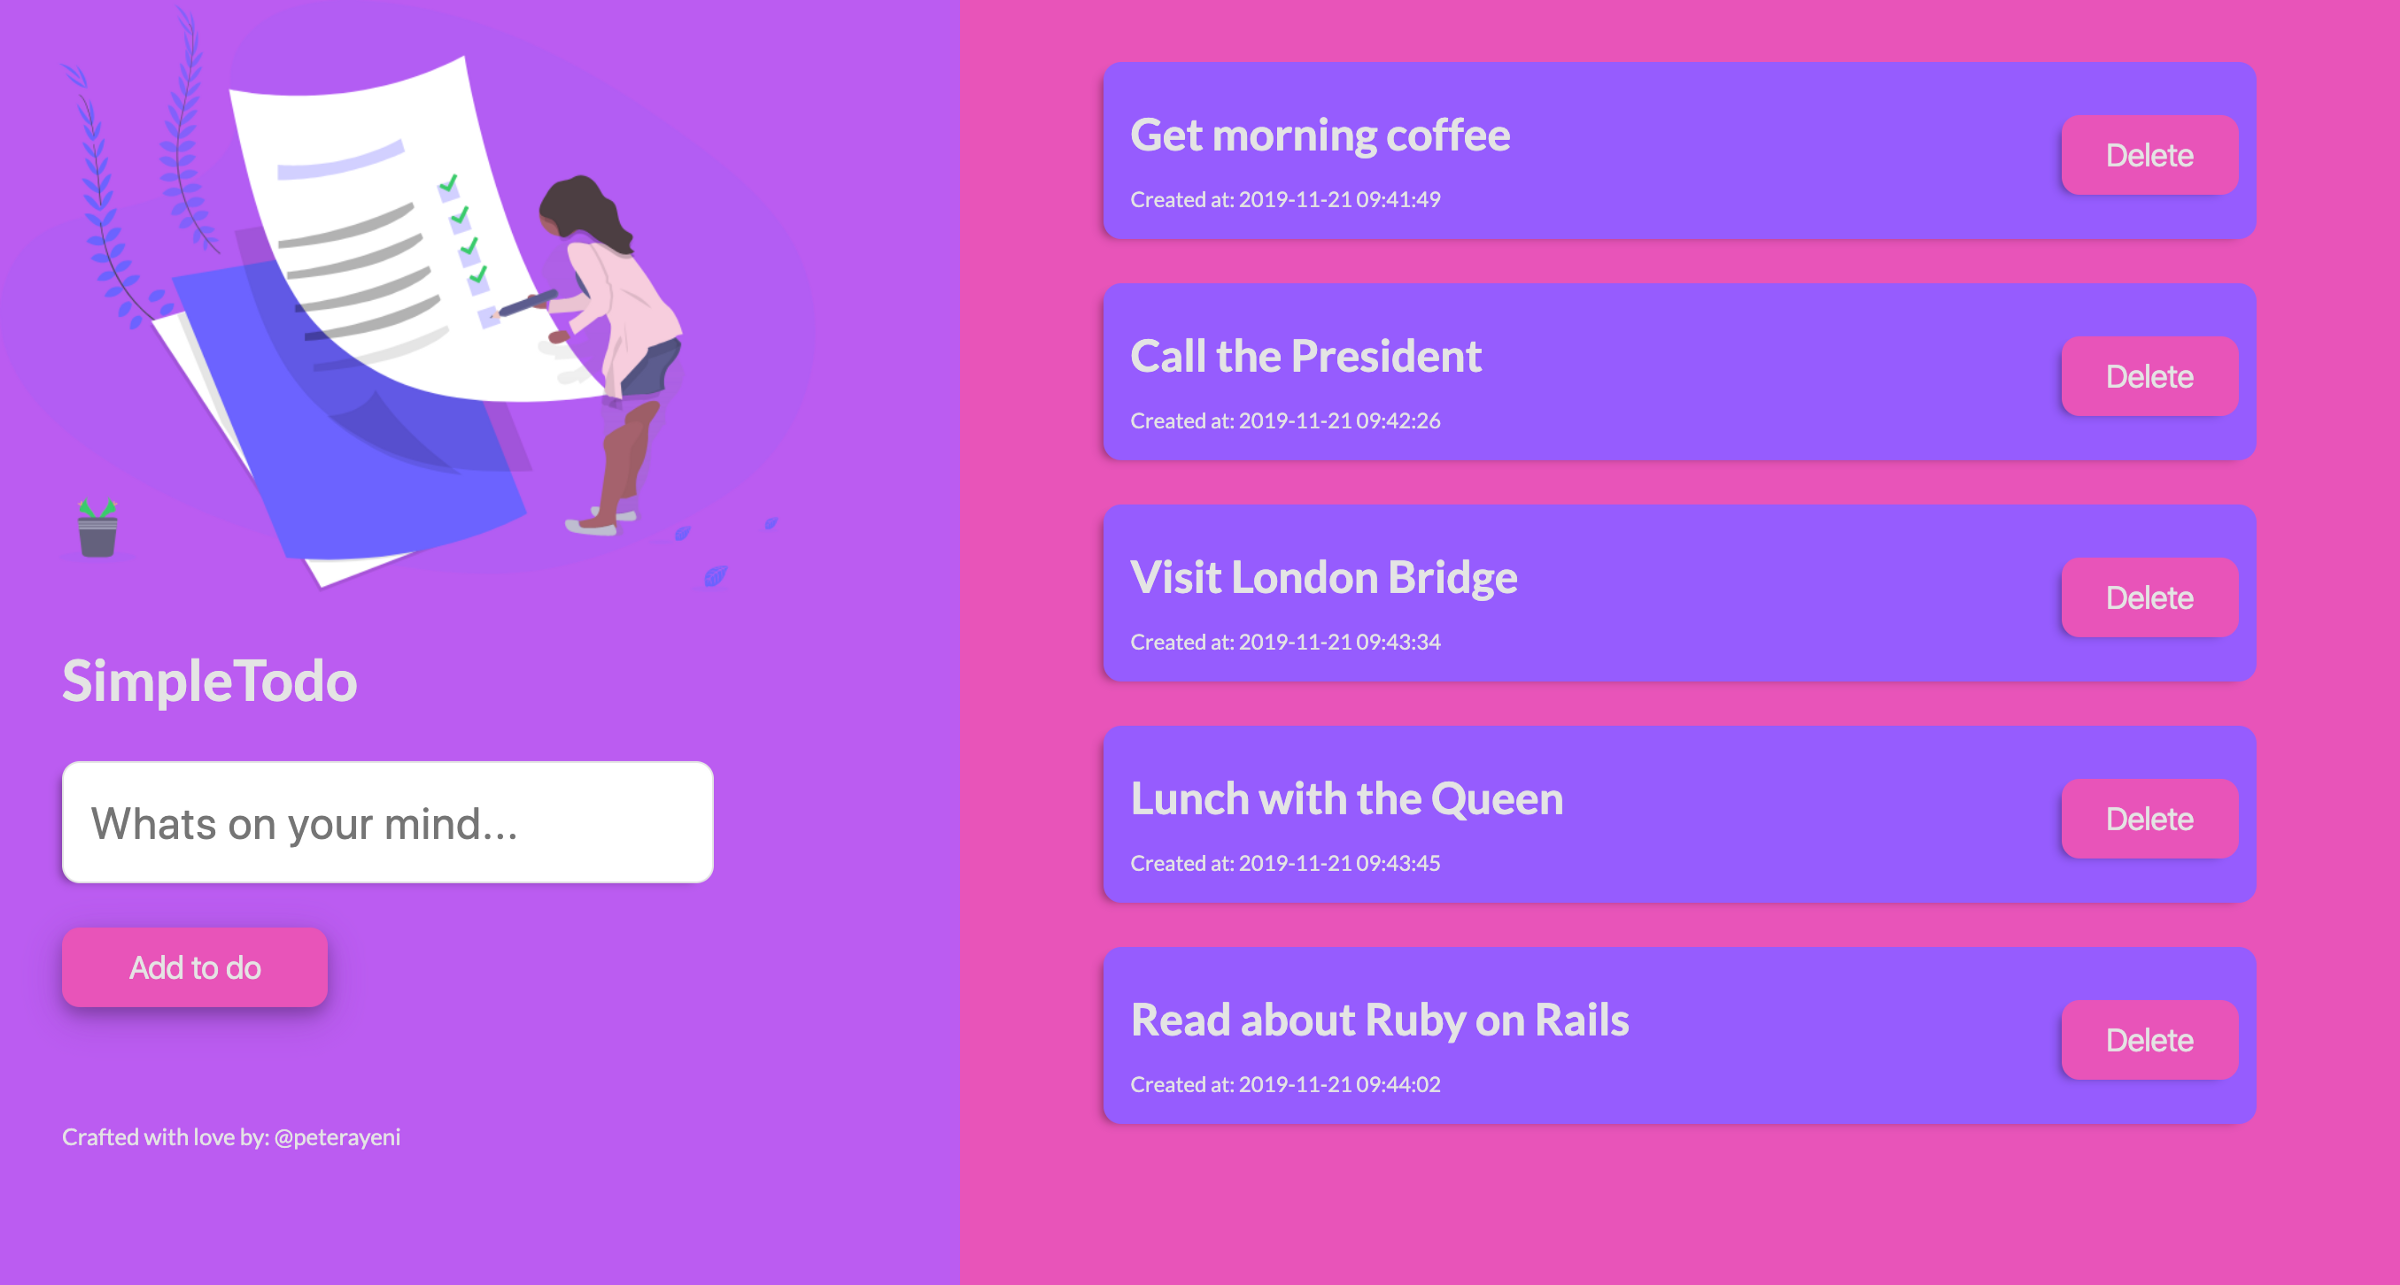 SimpleTodo
Whats on your mind...
Add to do
Crafted with love by: @peterayeni
Get morning coffee
Created at: 2019-11-21 09:41:49
Delete
Call the President
Created at: 2019-11-21 09:42:26
Delete
Visit London Bridge
Created at: 2019-11-21 09:43:34
Delete
Lunch with the Queen
Created at: 2019-11-21 09:43:45
Delete
Read about Ruby on Rails
Created at: 2019-11-21 09:44:02
Delete